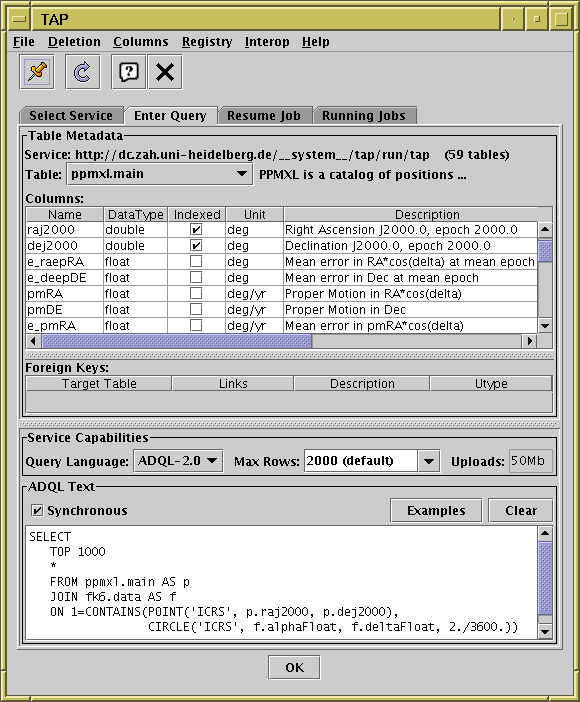 TAP
File Deletion Columns Registry Interop Help
Select Service Enter Query Resume Job Running Jobs
Table Metadata
Service: http://dc.zah.uni-heidelberg.de/__system__/tap/run/tap (59 tables)
Table: ppmxl.main PPMXL is a catalog of positions ...
Columns:
Name DataType Indexed Unit Description
raj2000 double deg Right Ascension J2000.0, epoch 2000.0
dej2000 double deg Declination J2000.0, epoch 2000.0
e_raepRA float deg Mean error in RA*cos(delta) at mean epoch
e_deepDE float deg Mean error in Dec at mean epoch
pmRA float deg/yr Proper Motion in RA*cos(delta)
pmDE float deg/yr Proper Motion in Dec
e_pmRA float deg/yr Mean error in pmRA*cos(delta)
Foreign Keys:
Target Table Links Description Utype
Service Capabilities
Query Language: ADQL-2.0 Max Rows: 2000 (default) Uploads: 50Mb
ADQL Text
Synchronous Examples Clear
SELECT
TOP 1000
*
FROM ppmxl.main AS p
JOIN fk6.data AS f
ON 1=CONTAINS(POINT('ICRS', p.raj2000, p.dej2000),
CIRCLE('ICRS', f.alphaFloat, f.deltaFloat, 2./3600.))
OK